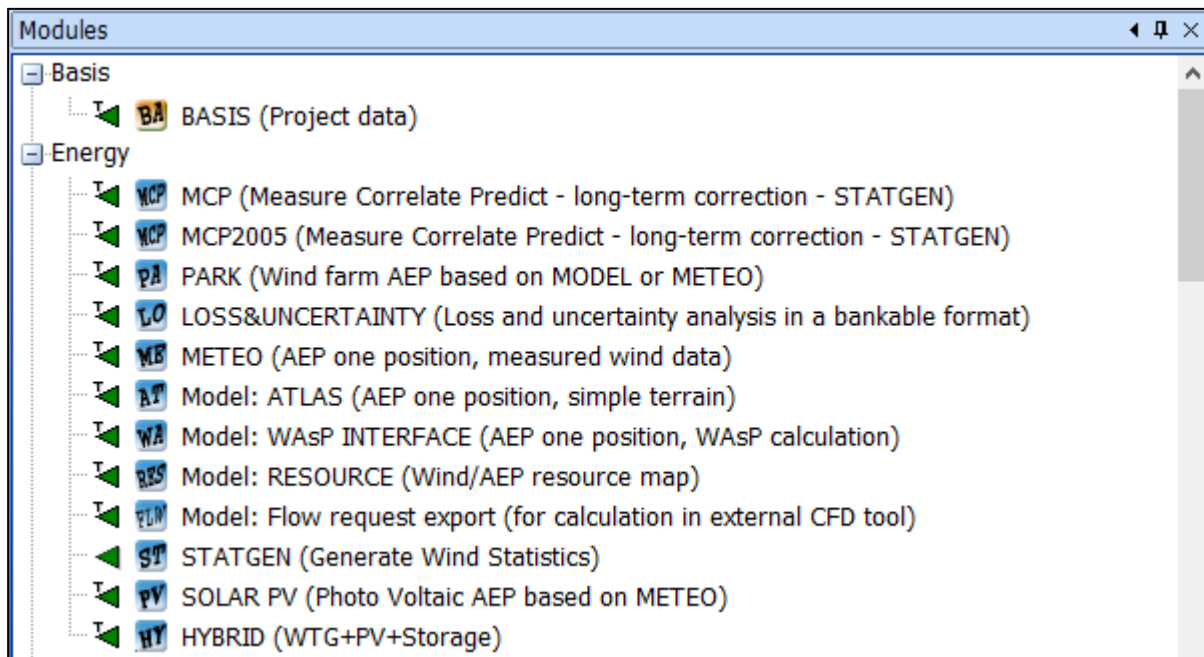 Modules
Basis
T BA BASIS (Project data)
Energy
T MCP MCP (Measure Correlate Predict - long-term correction - STATGEN)
T MCP MCP2005 (Measure Correlate Predict - long-term correction - STATGEN)
T PA PARK (Wind farm AEP based on MODEL or METEO)
T LO LOSS&UNCERTAINTY (Loss and uncertainty analysis in a bankable format)
T ME METEO (AEP one position, measured wind data)
T AT Model: ATLAS (AEP one position, simple terrain)
T WA Model: WAsP INTERFACE (AEP one position, WAsP calculation)
T RES Model: RESOURCE (Wind/AEP resource map)
T FLW Model: Flow request export (for calculation in external CFD tool)
ST STATGEN (Generate Wind Statistics)
T PV SOLAR PV (Photo Voltaic AEP based on METEO)
T HY HYBRID (WTG+PV+Storage)